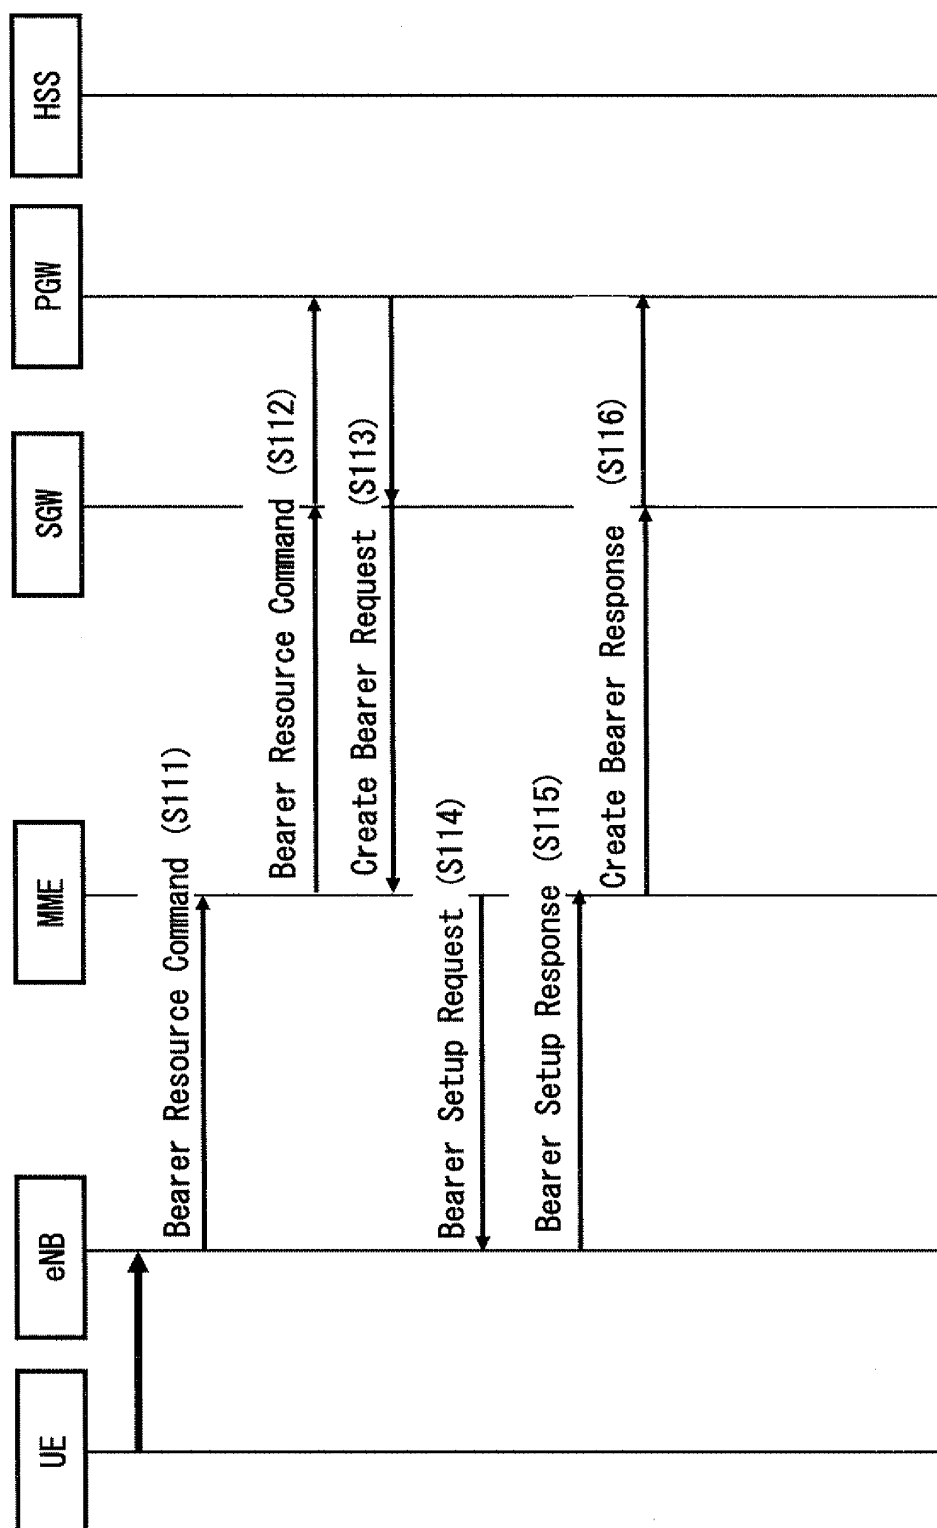 UE
eNB
MME
SGW
PGW
HSS
Bearer Resource Command (S111)
Bearer Resource Command (S112)
Create Bearer Request (S113)
Bearer Setup Request (S114)
Bearer Setup Response (S115)
Create Bearer Response (S116)